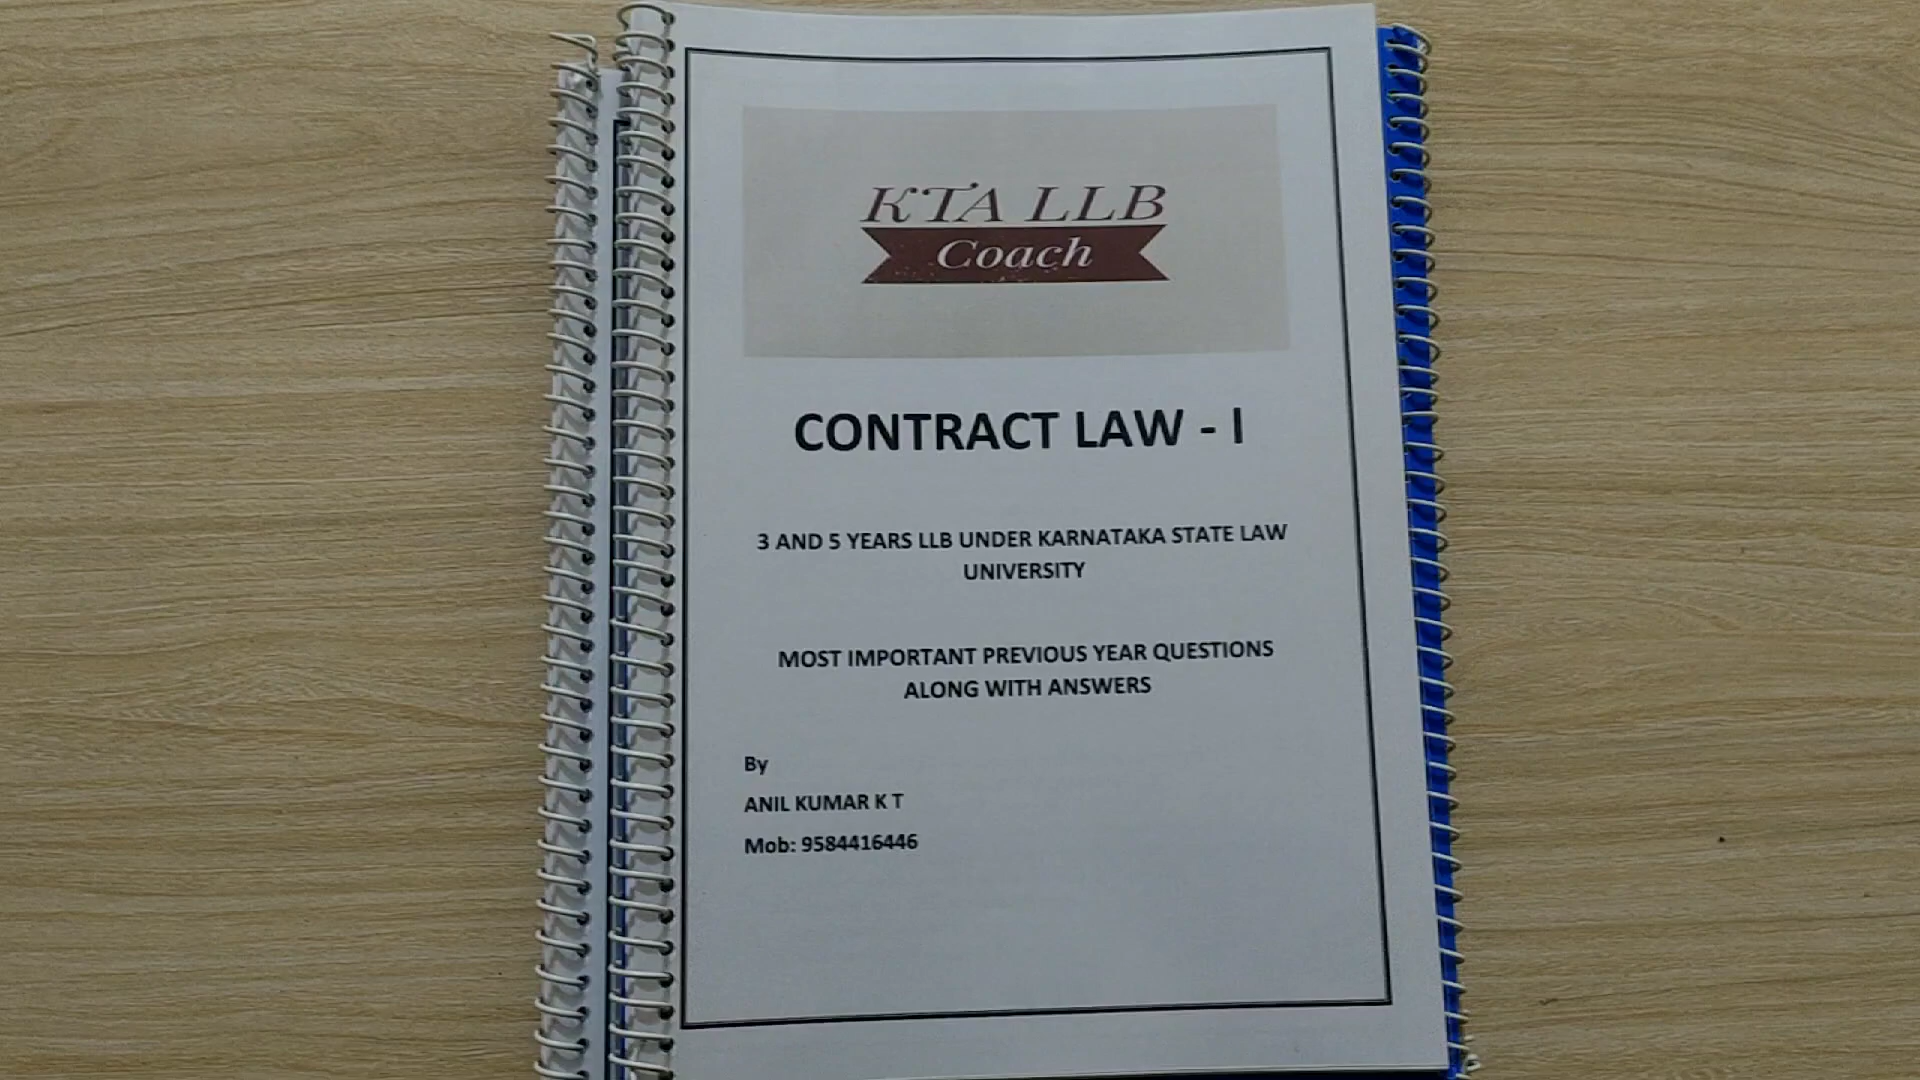 KTA LLB
Coach
CONTRACT LAW - I
3 AND 5 YEARS LLB UNDER KARNATAKA STATE LAW
UNIVERSITY
MOST IMPORTANT PREVIOUS YEAR QUESTIONS
ALONG WITH ANSWERS
By
ANIL KUMAR K T
Mob: 9584416446